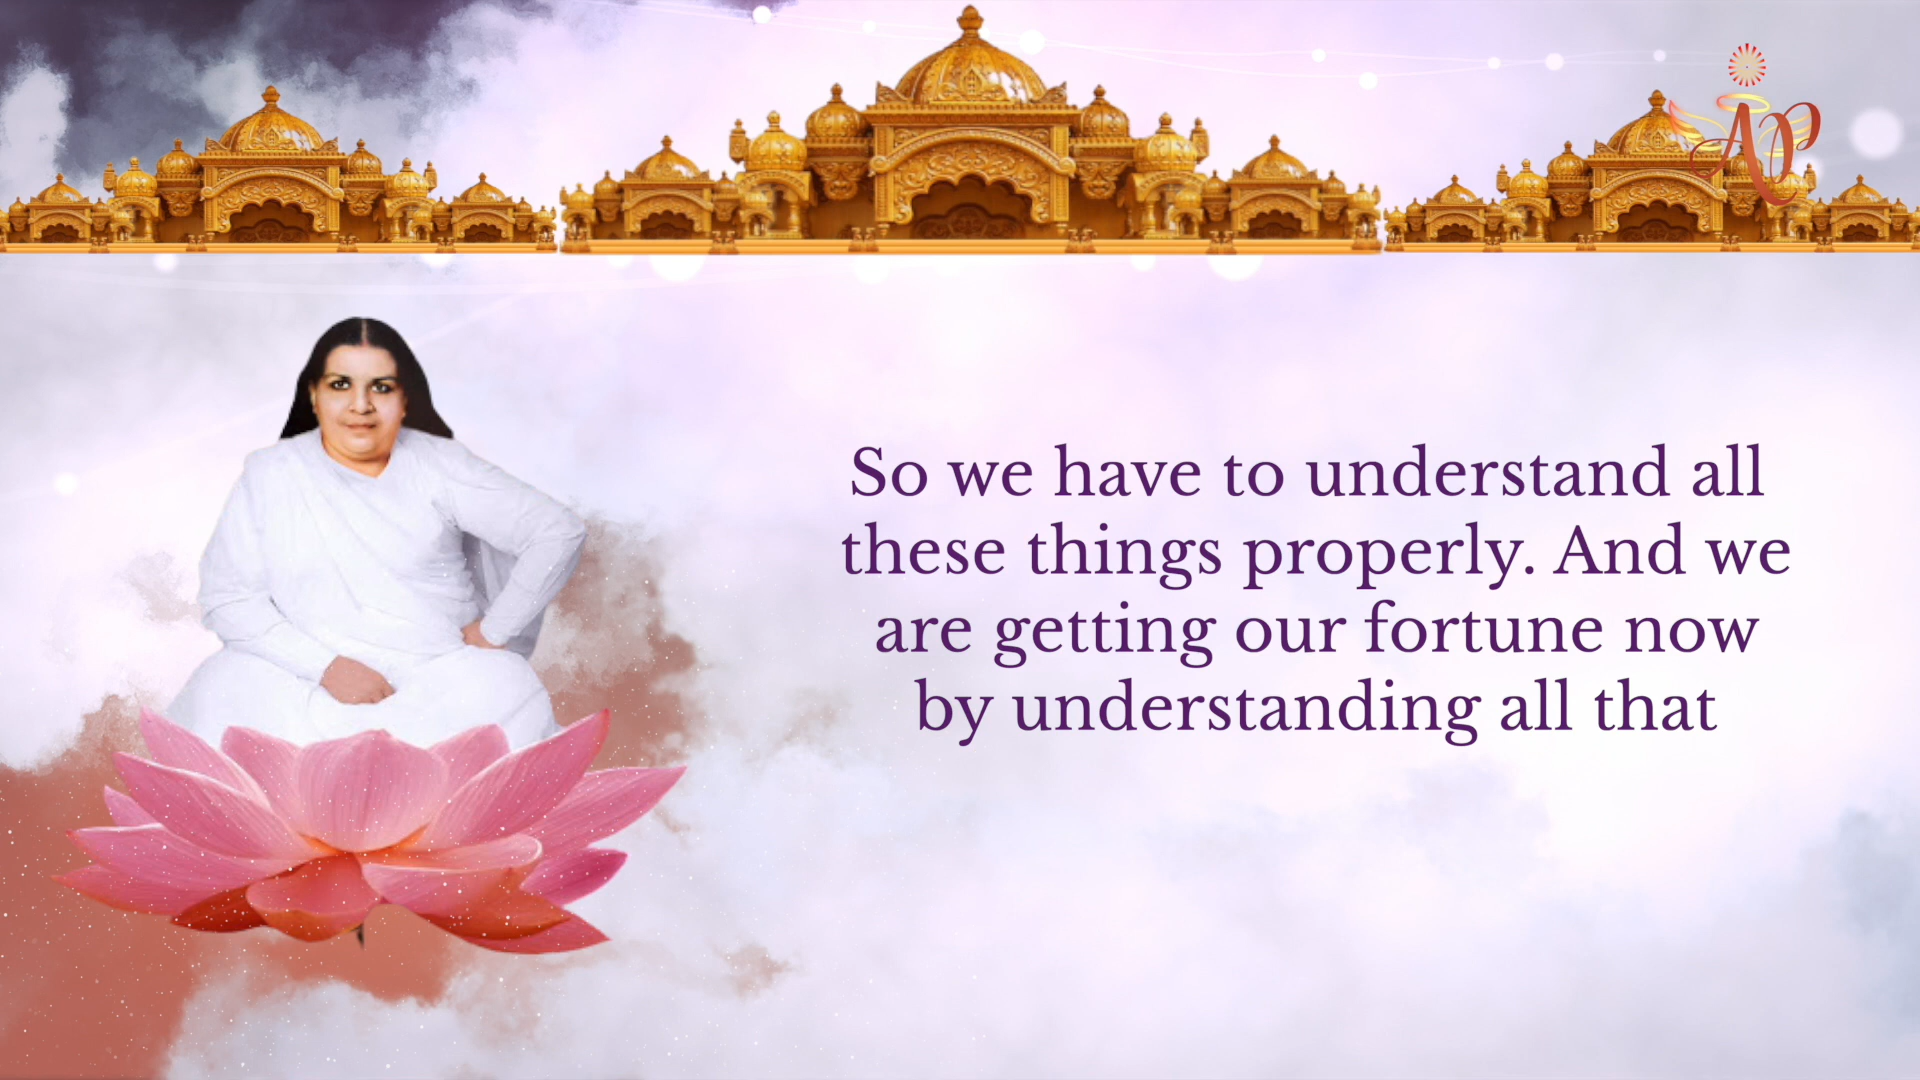 AP
So we have to understand all
these things properly. And we
are getting our fortune now
by understanding all that